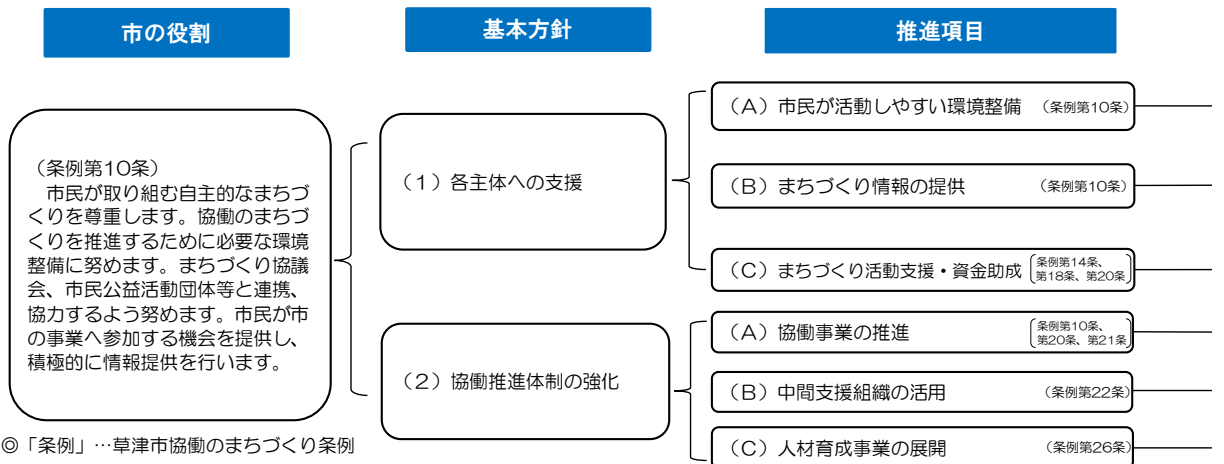 市の役割
基本方針
推進項目
（条例第10条）
　市民が取り組む自主的なまちづ
くりを尊重します。協働のまちづ
くりを推進するために必要な環境
整備に努めます。まちづくり協議
会、市民公益活動団体等と連携、
協力するよう努めます。市民が市
の事業へ参加する機会を提供し、
積極的に情報提供を行います。
◎「条例」…草津市協働のまちづくり条例
（1）各主体への支援
（A）市民が活動しやすい環境整備　（条例第10条）
（B）まちづくり情報の提供　（条例第10条）
（C）まちづくり活動支援・資金助成
条例第14条、
第18条、第20条
（2）協働推進体制の強化
（A）協働事業の推進
条例第10条、
第20条、第21条
（B）中間支援組織の活用　（条例第22条）
（C）人材育成事業の展開　（条例第26条）